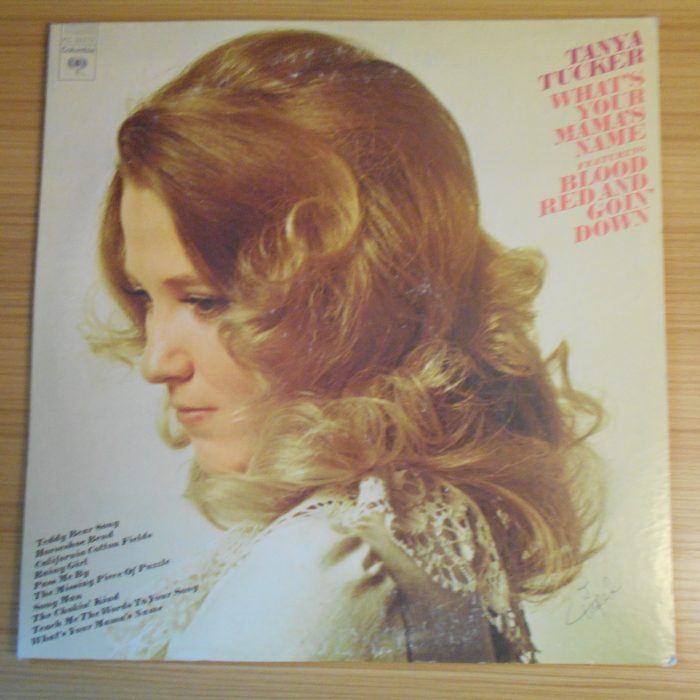 Columbia
TANYA
TUCKER
WHAT'S
YOUR
MAMA'S
NAME
FEATURING
BLOOD
RED AND
GOIN'
DOWN
Teddy Bear Song
Horseshoe Bend
California Cotton Fields
Rainy Girl
Pass Me By
The Missing Piece Of Puzzle
Song Man
The Chokin' Kind
Teach Me The Words To Your Song
What's Your Mama's Name